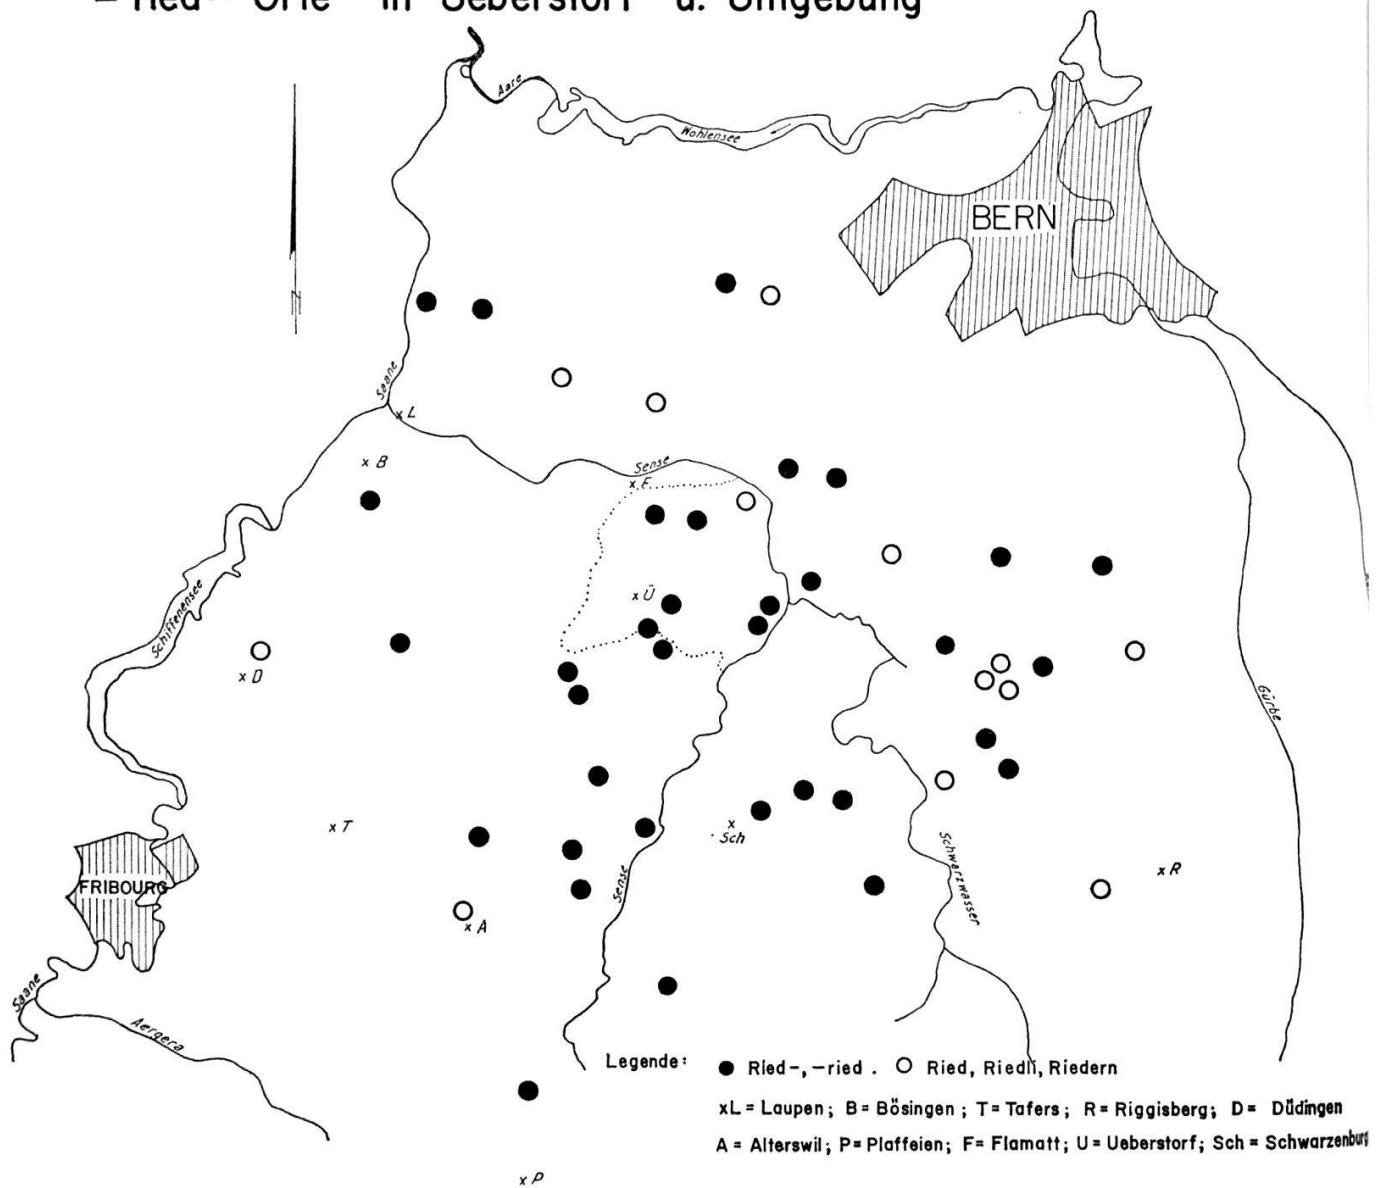 – ried – Orte in Ueberstorf u. Umgebung
Aare
Wohlensee
BERN
N
Saane
x L
x B
Sense
x F
x Ü
Schiffenensee
x D
Gürbe
x T
x Sch
Schwarzwasser
x R
FRIBOURG
Sense
x A
Saane
Aergera
Legende: ● Ried-, -ried . ○ Ried, Riedli, Riedern
xL = Laupen ; B = Bösingen ; T = Tafers ; R = Riggisberg ; D = Düdingen
A = Alterswil ; P = Plaffeien ; F = Flamatt ; U = Ueberstorf ; Sch = Schwarzenburg
x P